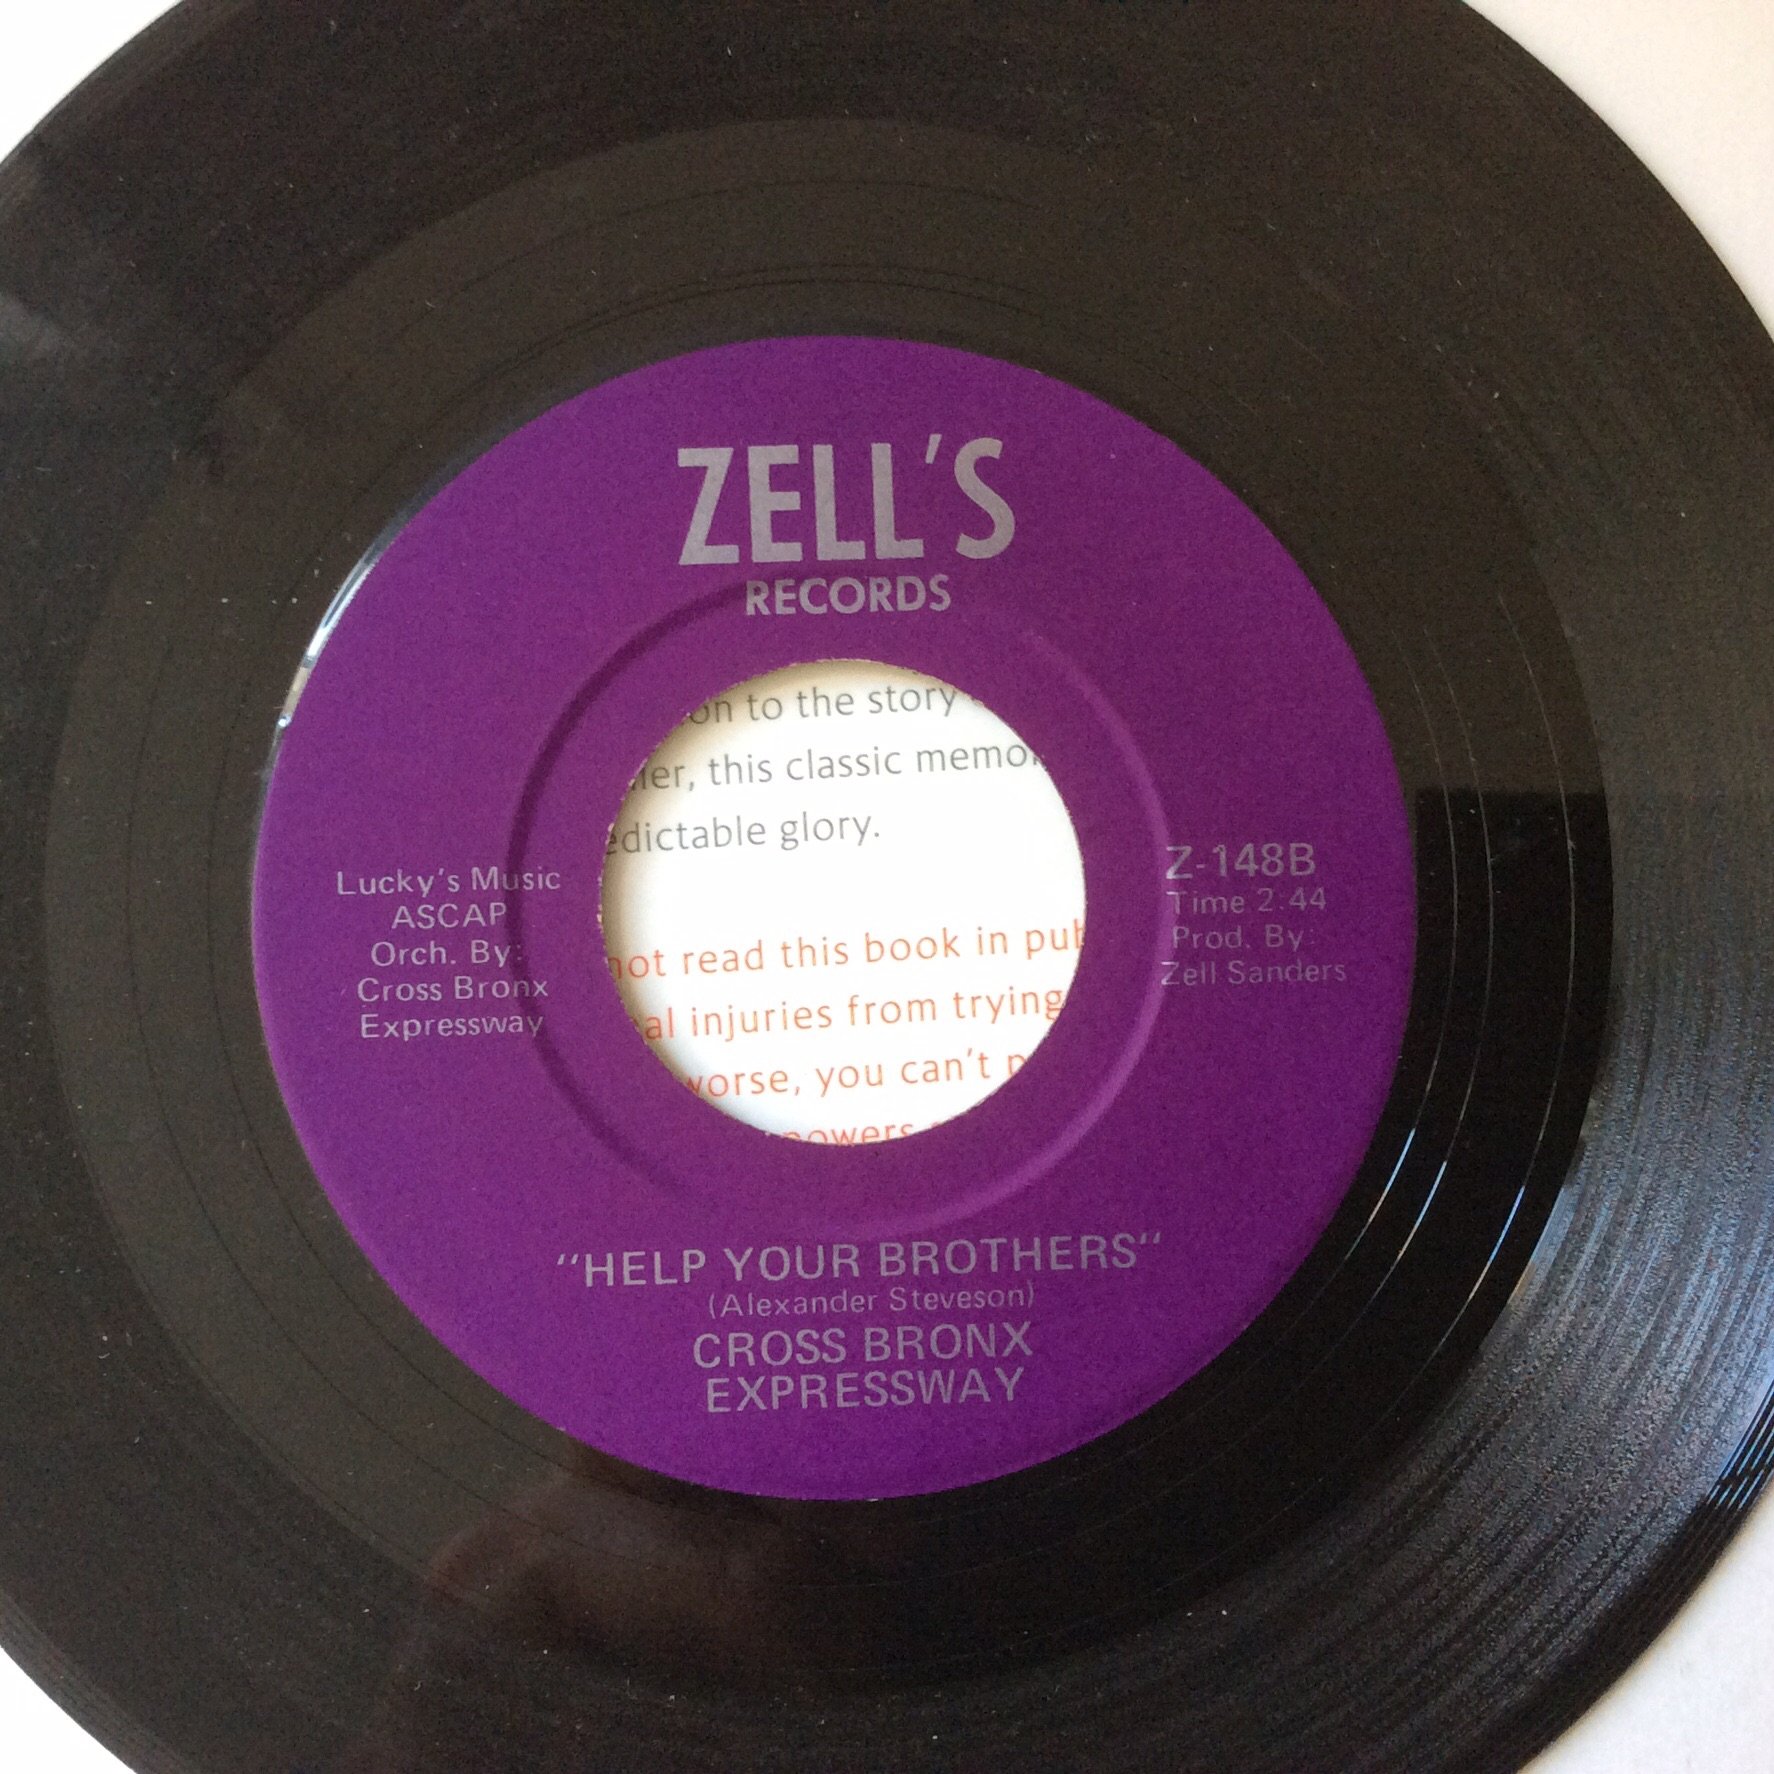 ZELL'S
RECORDS
on to the story
this classic memo
edictable glory.
not read this book in pub
al injuries from trying
worse, you can't
powers
Lucky's Music
ASCAP
Orch. By:
Cross Bronx
Expressway
Z-148B
Time 2:44
Prod. By:
Zell Sanders
"HELP YOUR BROTHERS"
(Alexander Steveson)
CROSS BRONX
EXPRESSWAY